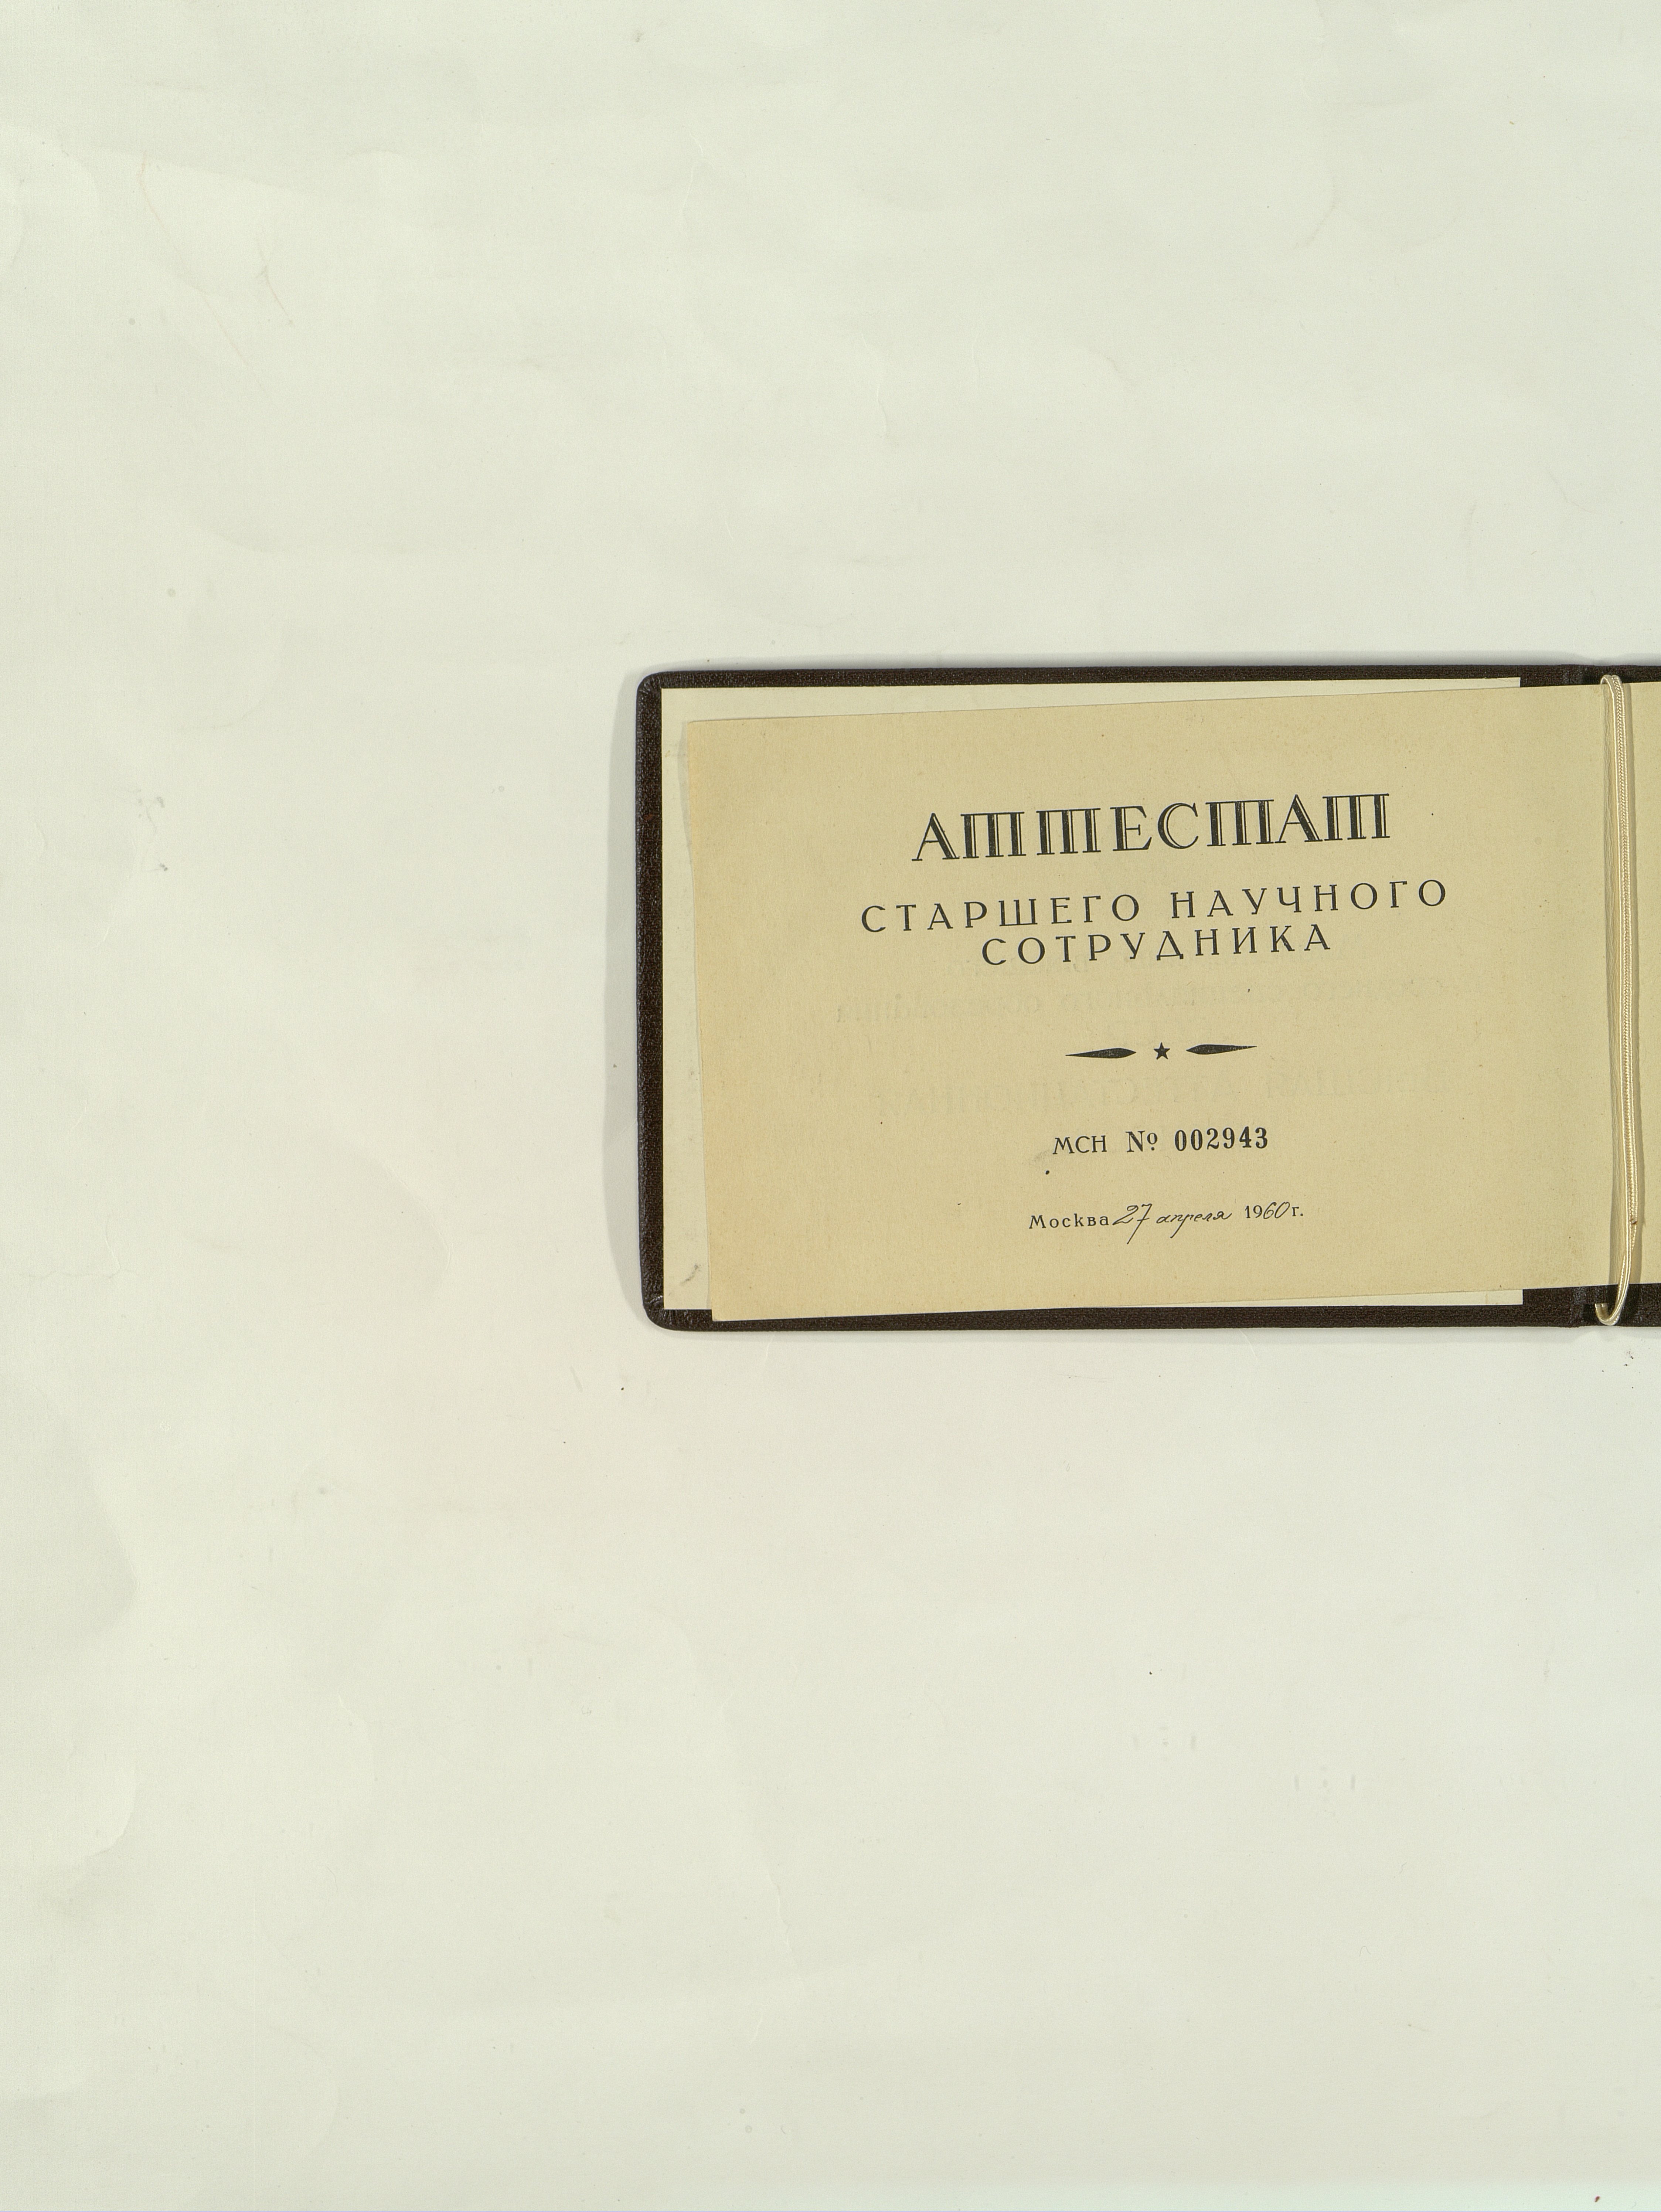 АТТЕСТАТ
СТАРШЕГО НАУЧНОГО
СОТРУДНИКА
МСН № 002943
Москва 27 апреля 1960 г.